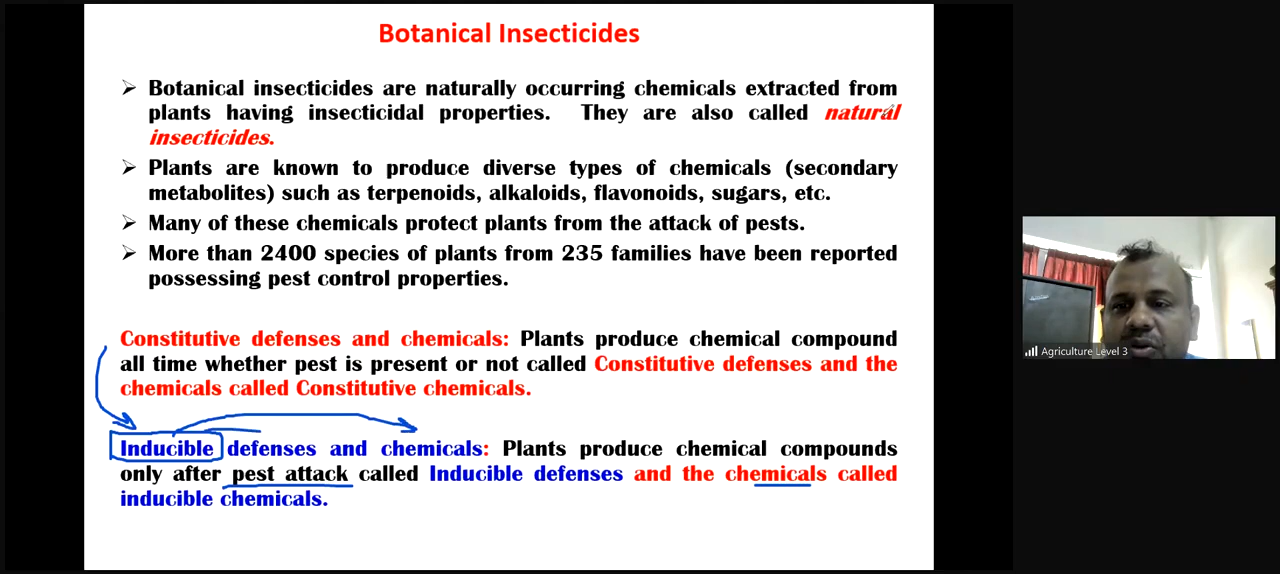 Botanical Insecticides
➢ Botanical insecticides are naturally occurring chemicals extracted from
plants having insecticidal properties. They are also called natural
insecticides.
➢ Plants are known to produce diverse types of chemicals (secondary
metabolites) such as terpenoids, alkaloids, flavonoids, sugars, etc.
➢ Many of these chemicals protect plants from the attack of pests.
➢ More than 2400 species of plants from 235 families have been reported
possessing pest control properties.
Constitutive defenses and chemicals: Plants produce chemical compound
all time whether pest is present or not called Constitutive defenses and the
chemicals called Constitutive chemicals.
Inducible defenses and chemicals: Plants produce chemical compounds
only after pest attack called Inducible defenses and the chemicals called
inducible chemicals.
Agriculture Level 3